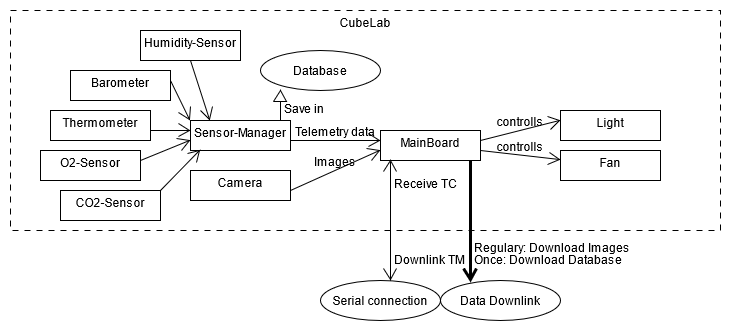 CubeLab
Humidity-Sensor
Database
Barometer
Save in
Thermometer
Sensor-Manager
Telemetry data
MainBoard
controlls
Light
O2-Sensor
Images
controlls
Fan
Camera
Receive TC
CO2-Sensor
Regulary: Download Images
Once: Download Database
Downlink TM
Serial connection
Data Downlink